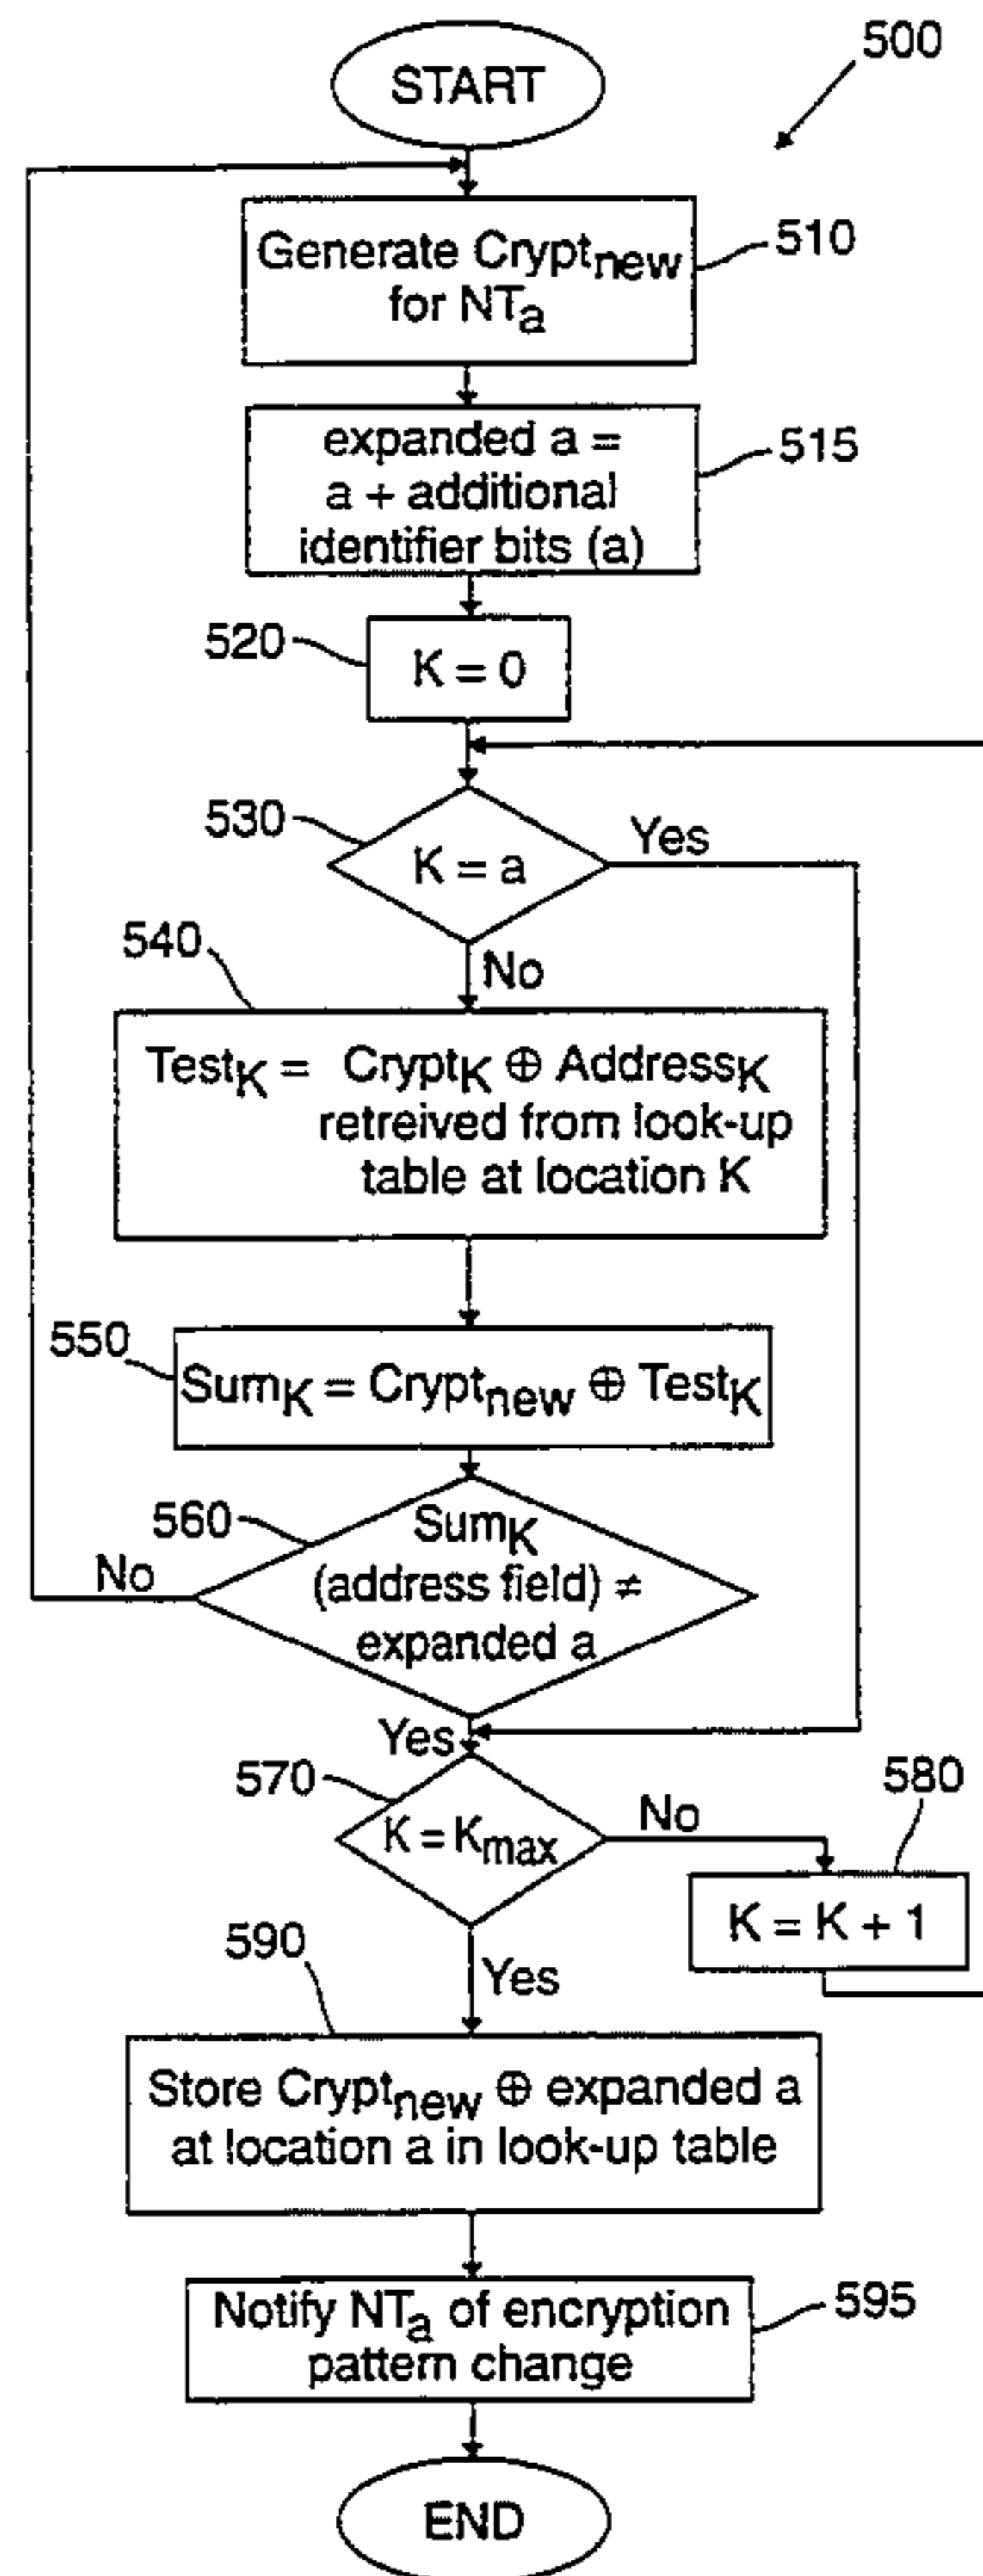 500
START
Generate Cryptnew
for NTa
510
expanded a =
a + additional
identifier bits (a)
515
520
K = 0
530
K = a
Yes
No
540
TestK = CryptK ⊕ AddressK
retreived from look-up
table at location K
550
SumK = Cryptnew ⊕ TestK
560
SumK
(address field) ≠
expanded a
No
Yes
570
K = Kmax
No
580
K = K + 1
Yes
590
Store Cryptnew ⊕ expanded a
at location a in look-up table
Notify NTa of encryption
pattern change
595
END